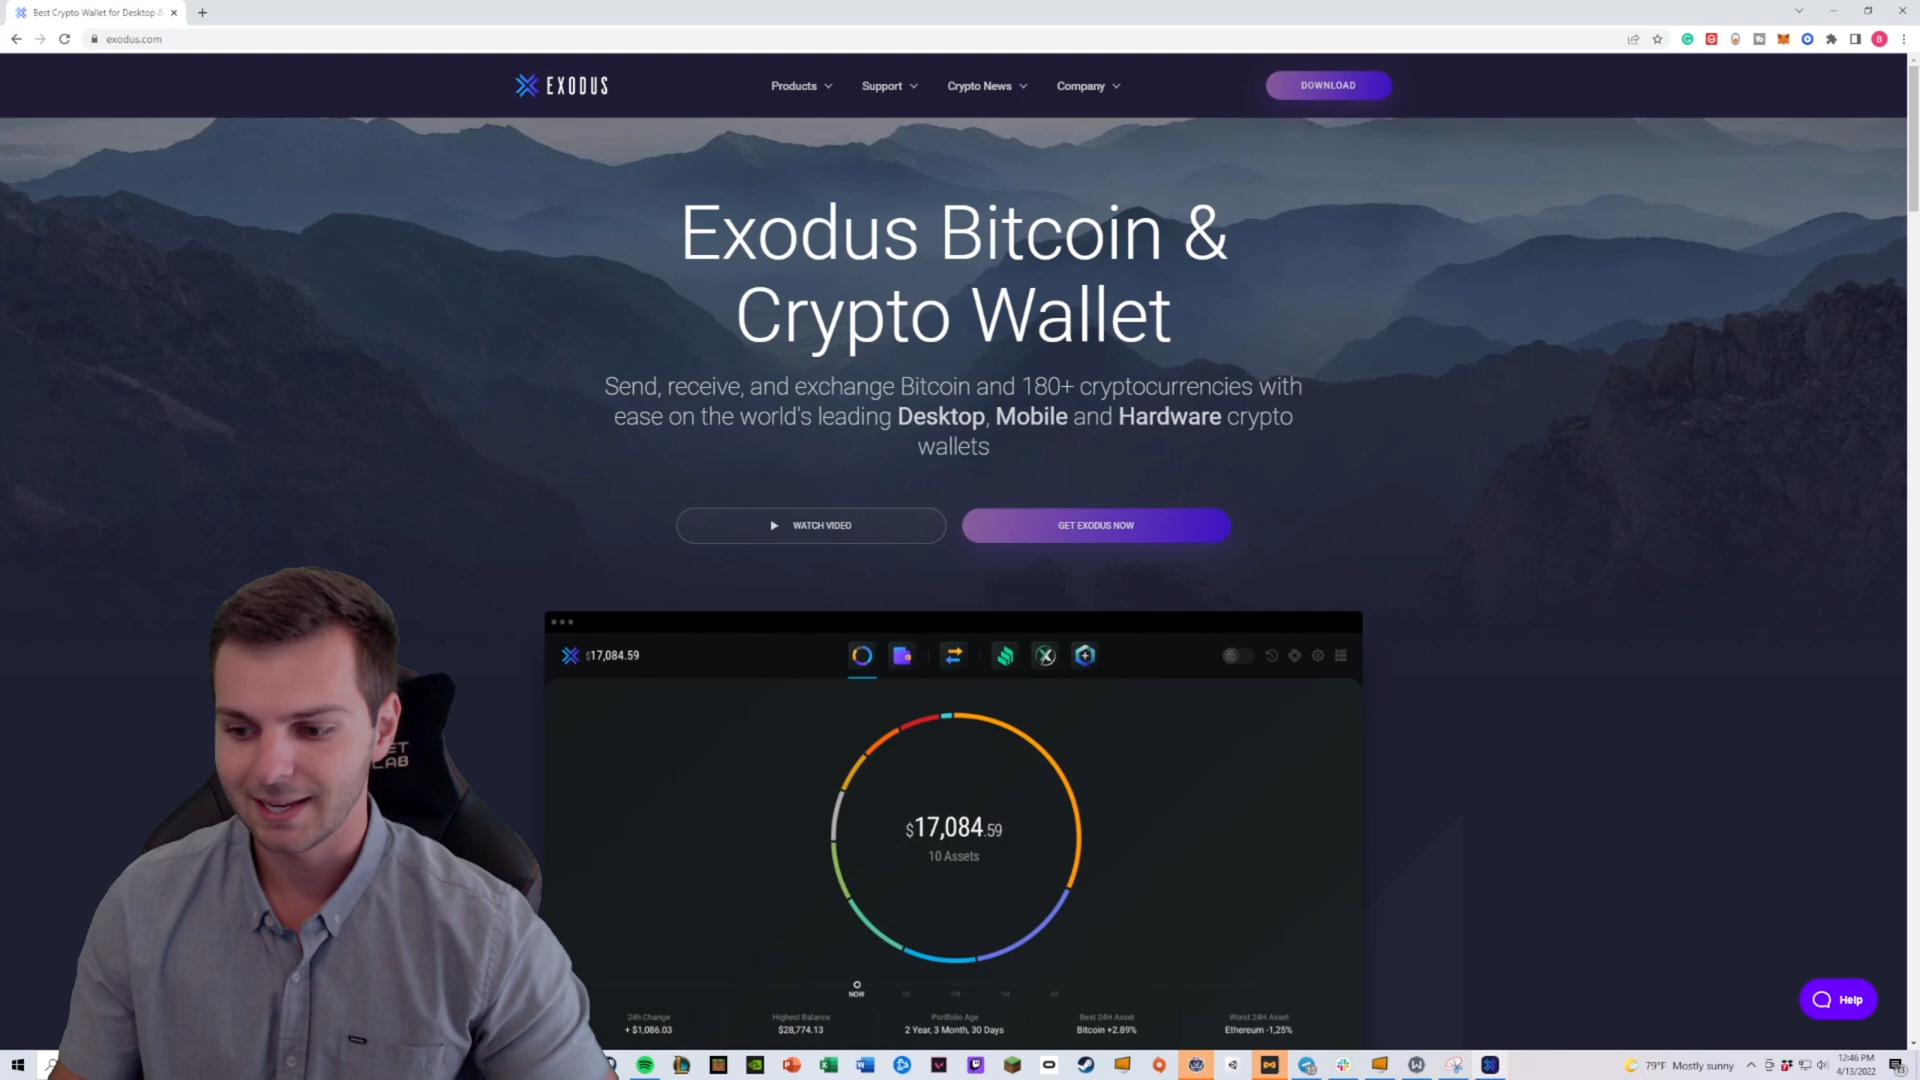 Best Crypto Wallet for Desktop &
exodus.com
B
EXODUS
Products
Support
Crypto News
Company
DOWNLOAD
Exodus Bitcoin &
Crypto Wallet
Send, receive, and exchange Bitcoin and 180+ cryptocurrencies with
ease on the world's leading Desktop, Mobile and Hardware crypto
wallets
WATCH VIDEO
GET EXODUS NOW
$17,084.59
$17,084.59
10 Assets
NOW
1D
1M
24h Change
+ $1,086.03
Highest Balance
$28,774.13
Portfolio Age
2 Year, 3 Month, 30 Days
Best 24H Asset
Bitcoin +2.89%
Worst 24H Asset
Ethereum -1,25%
Help
LAB
79°F Mostly sunny
12:46 PM
4/13/2022